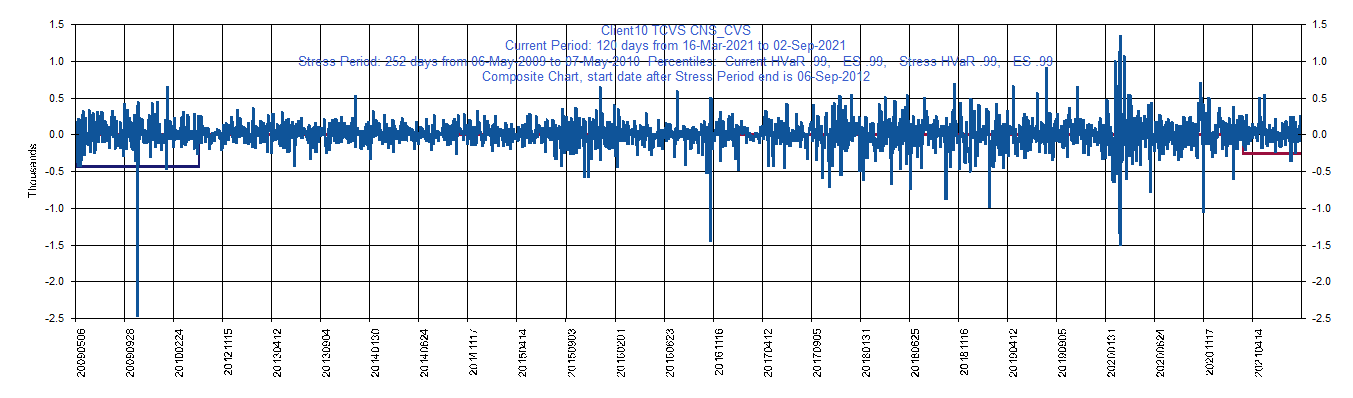 Client10 TCVS CNS_CVS
Current Period: 120 days from 16-Mar-2021 to 02-Sep-2021
Stress Period: 252 days from 06-May-2009 to 07-May-2010 Percentiles: Current HVaR .99, ES .99, Stress HVaR .99, ES .99
Composite Chart, start date after Stress Period end is 06-Sep-2012
1.5 1.5
1.0 1.0
0.5 0.5
0.0 0.0
-0.5 -0.5
-1.0 -1.0
-1.5 -1.5
-2.0 -2.0
-2.5 -2.5
Thousands
20090506 20090928 20100224 20121115 20130412 20130904 20140130 20140624 20141117 20150414 20150903 20160201 20160623 20161116 20170412 20170905 20180131 20180625 20181116 20190412 20190905 20200131 20200624 20201117 20210414